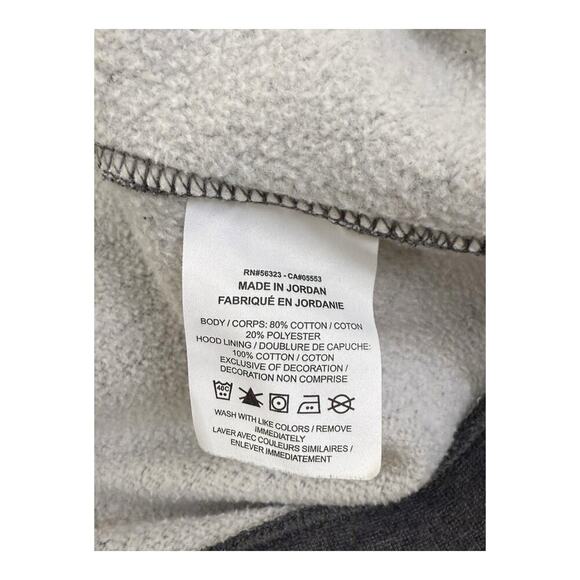 RN#56323 - CA#05553
MADE IN JORDAN
FABRIQUÉ EN JORDANIE
BODY / CORPS: 80% COTTON / COTON
20% POLYESTER
HOOD LINING / DOUBLURE DE CAPUCHE:
100% COTTON / COTON
EXCLUSIVE OF DECORATION /
DECORATION NON COMPRISE
40C
WASH WITH LIKE COLORS / REMOVE
IMMEDIATELY
LAVER AVEC COULEURS SIMILAIRES /
ENLEVER IMMEDIATEMENT